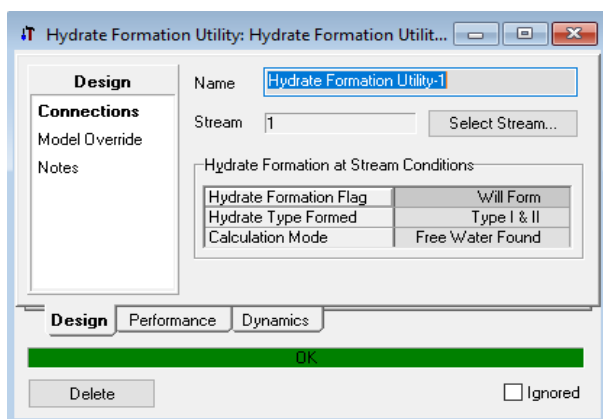 Hydrate Formation Utility: Hydrate Formation Utilit...
Design
Connections
Model Override
Notes
Name Hydrate Formation Utility-1
Stream 1 Select Stream...
Hydrate Formation at Stream Conditions
Hydrate Formation Flag Will Form
Hydrate Type Formed Type I & II
Calculation Mode Free Water Found
Design Performance Dynamics
OK
Delete Ignored